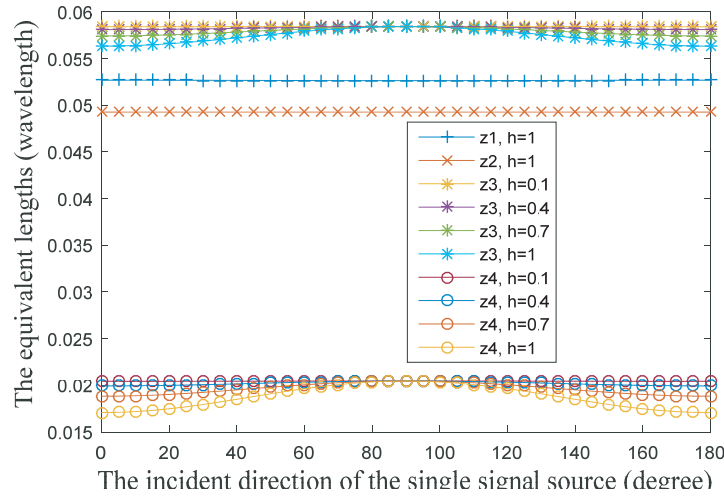 The equivalent lengths (wavelength)
0.06
0.055
0.05
0.045
0.04
0.035
0.03
0.025
0.02
0.015
z1, h=1
z2, h=1
z3, h=0.1
z3, h=0.4
z3, h=0.7
z3, h=1
z4, h=0.1
z4, h=0.4
z4, h=0.7
z4, h=1
0 20 40 60 80 100 120 140 160 180
The incident direction of the single signal source (degree)